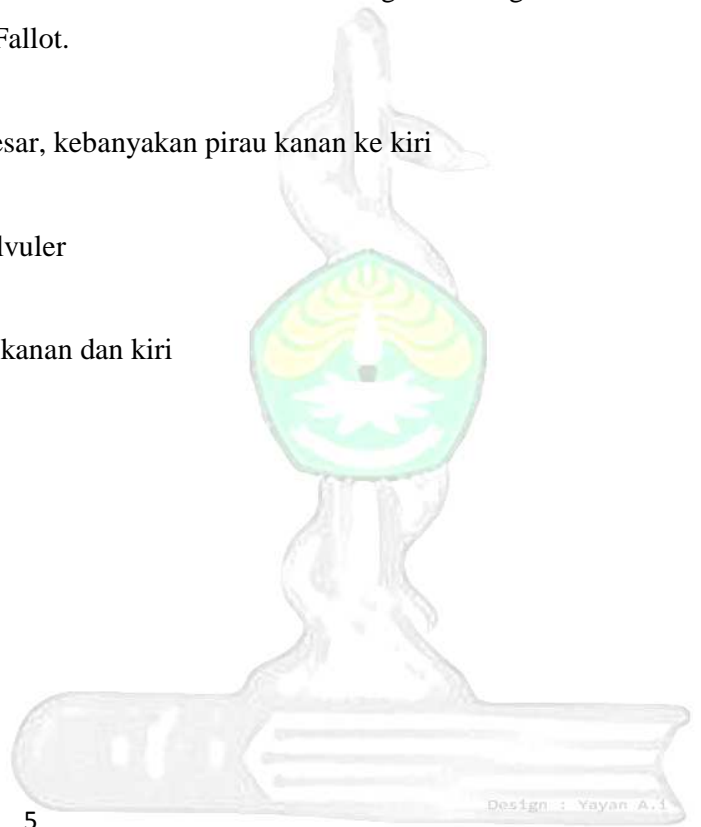 Fallot.
esar, kebanyakan pirau kanan ke kiri
lvuler
kanan dan kiri
Design : Yayan A.i
5